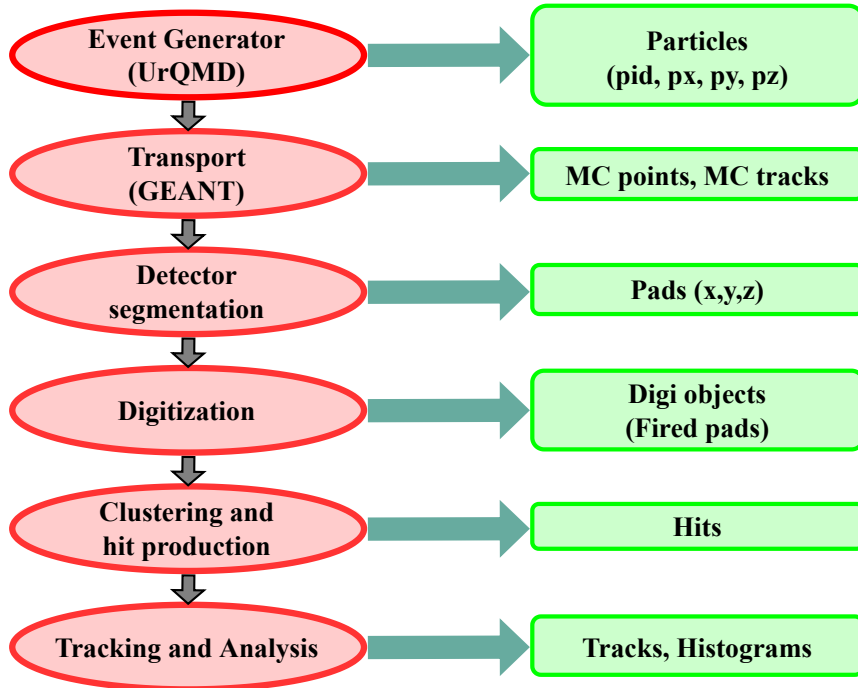 Event Generator
(UrQMD)
Particles
(pid, px, py, pz)
Transport
(GEANT)
MC points, MC tracks
Detector
segmentation
Pads (x,y,z)
Digitization
Digi objects
(Fired pads)
Clustering and
hit production
Hits
Tracking and Analysis
Tracks, Histograms